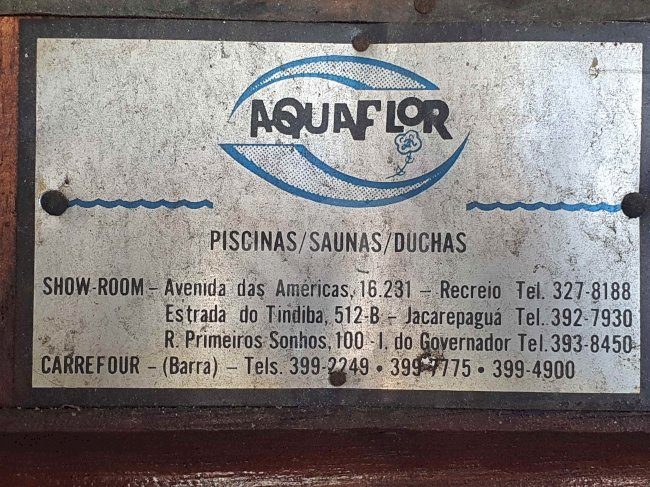 AQUAFLOR
PISCINAS/SAUNAS/DUCHAS
SHOW-ROOM - Avenida das Américas, 16.231 - Recreio Tel. 327-8188
Estrada do Tindiba, 512-B - Jacarepaguá Tel. 392-7930
R. Primeiros Sonhos, 100 - I. do Governador Tel. 393-8450
CARREFOUR - (Barra) - Tels. 399-2249 • 399-7775 • 399-4900